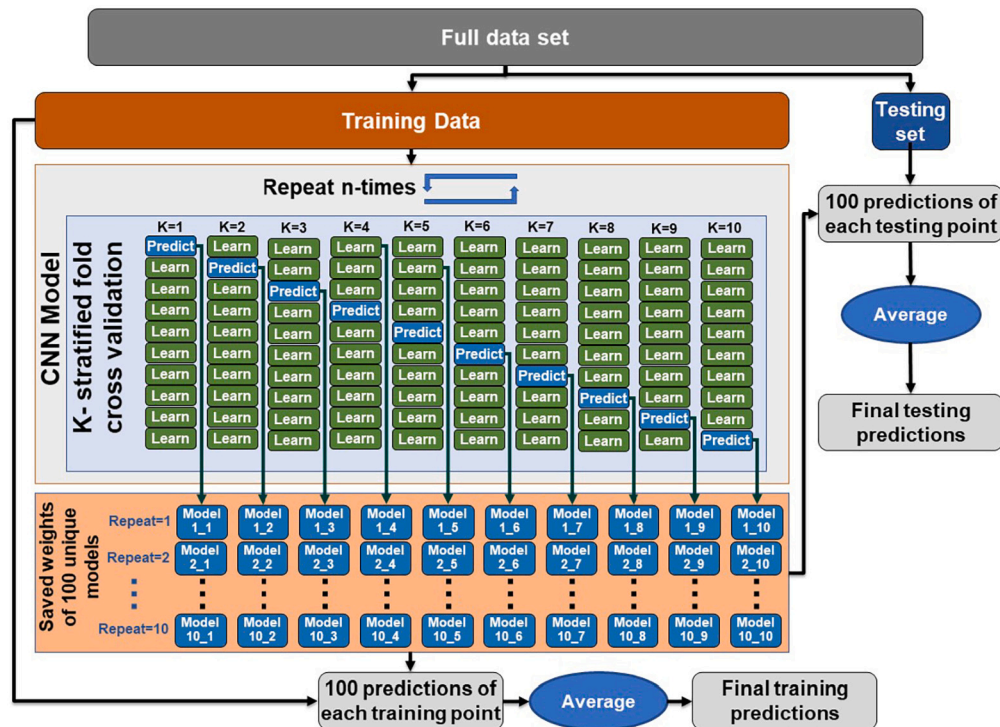 Full data set
Training Data
Testing
set
Repeat n-times
100 predictions of
each testing point
Average
Final testing
predictions
CNN Model
K- stratified fold
cross validation
K=1 K=2 K=3 K=4 K=5 K=6 K=7 K=8 K=9 K=10
Predict Learn Learn Learn Learn Learn Learn Learn Learn Learn
Learn Predict Learn Learn Learn Learn Learn Learn Learn Learn
Learn Learn Predict Learn Learn Learn Learn Learn Learn Learn
Learn Learn Learn Predict Learn Learn Learn Learn Learn Learn
Learn Learn Learn Learn Predict Learn Learn Learn Learn Learn
Learn Learn Learn Learn Learn Predict Learn Learn Learn Learn
Learn Learn Learn Learn Learn Learn Predict Learn Learn Learn
Learn Learn Learn Learn Learn Learn Learn Predict Learn Learn
Learn Learn Learn Learn Learn Learn Learn Learn Predict Learn
Learn Learn Learn Learn Learn Learn Learn Learn Learn Predict
Saved weights
of 100 unique
models
Repeat=1
Model Model Model Model Model Model Model Model Model Model
1_1 1_2 1_3 1_4 1_5 1_6 1_7 1_8 1_9 1_10
Repeat=2
Model Model Model Model Model Model Model Model Model Model
2_1 2_2 2_3 2_4 2_5 2_6 2_7 2_8 2_9 2_10
Repeat=10
Model Model Model Model Model Model Model Model Model Model
10_1 10_2 10_3 10_4 10_5 10_6 10_7 10_8 10_9 10_10
100 predictions of
each training point
Average
Final training
predictions